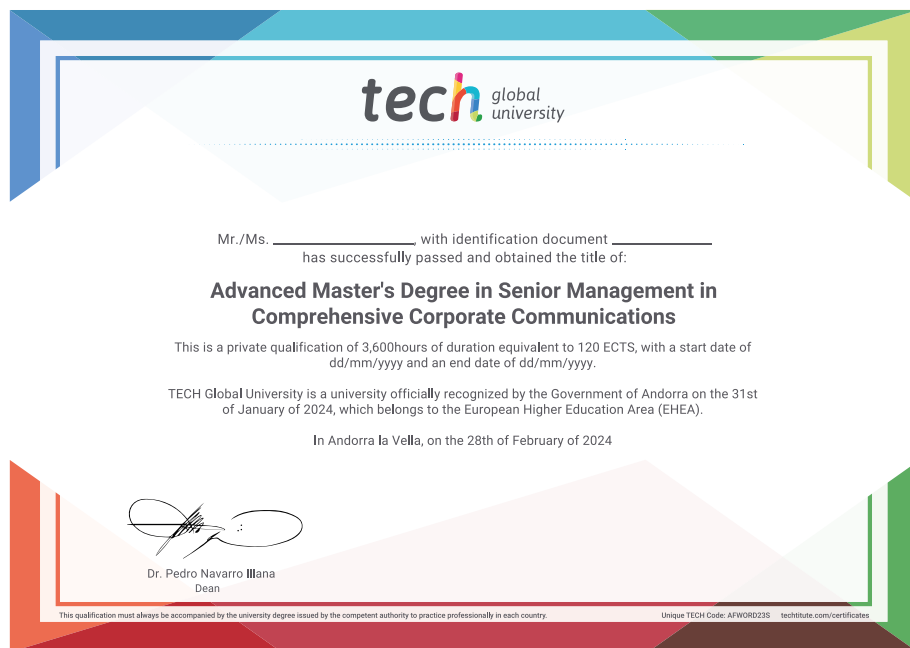 tech global university
Mr./Ms. ______________, with identification document __________
has successfully passed and obtained the title of:
Advanced Master's Degree in Senior Management in
Comprehensive Corporate Communications
This is a private qualification of 3,600hours of duration equivalent to 120 ECTS, with a start date of
dd/mm/yyyy and an end date of dd/mm/yyyy.
TECH Global University is a university officially recognized by the Government of Andorra on the 31st
of January of 2024, which belongs to the European Higher Education Area (EHEA).
In Andorra la Vella, on the 28th of February of 2024
Dr. Pedro Navarro Illana
Dean
This qualification must always be accompanied by the university degree issued by the competent authority to practice professionally in each country.
Unique TECH Code: AFWORD23S techtitute.com/certificates